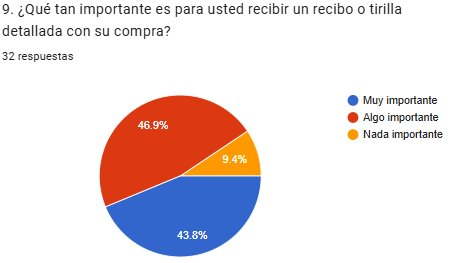 9. ¿Qué tan importante es para usted recibir un recibo o tirilla
detallada con su compra?
32 respuestas
Muy importante
Algo importante
Nada importante
46.9%
9.4%
43.8%